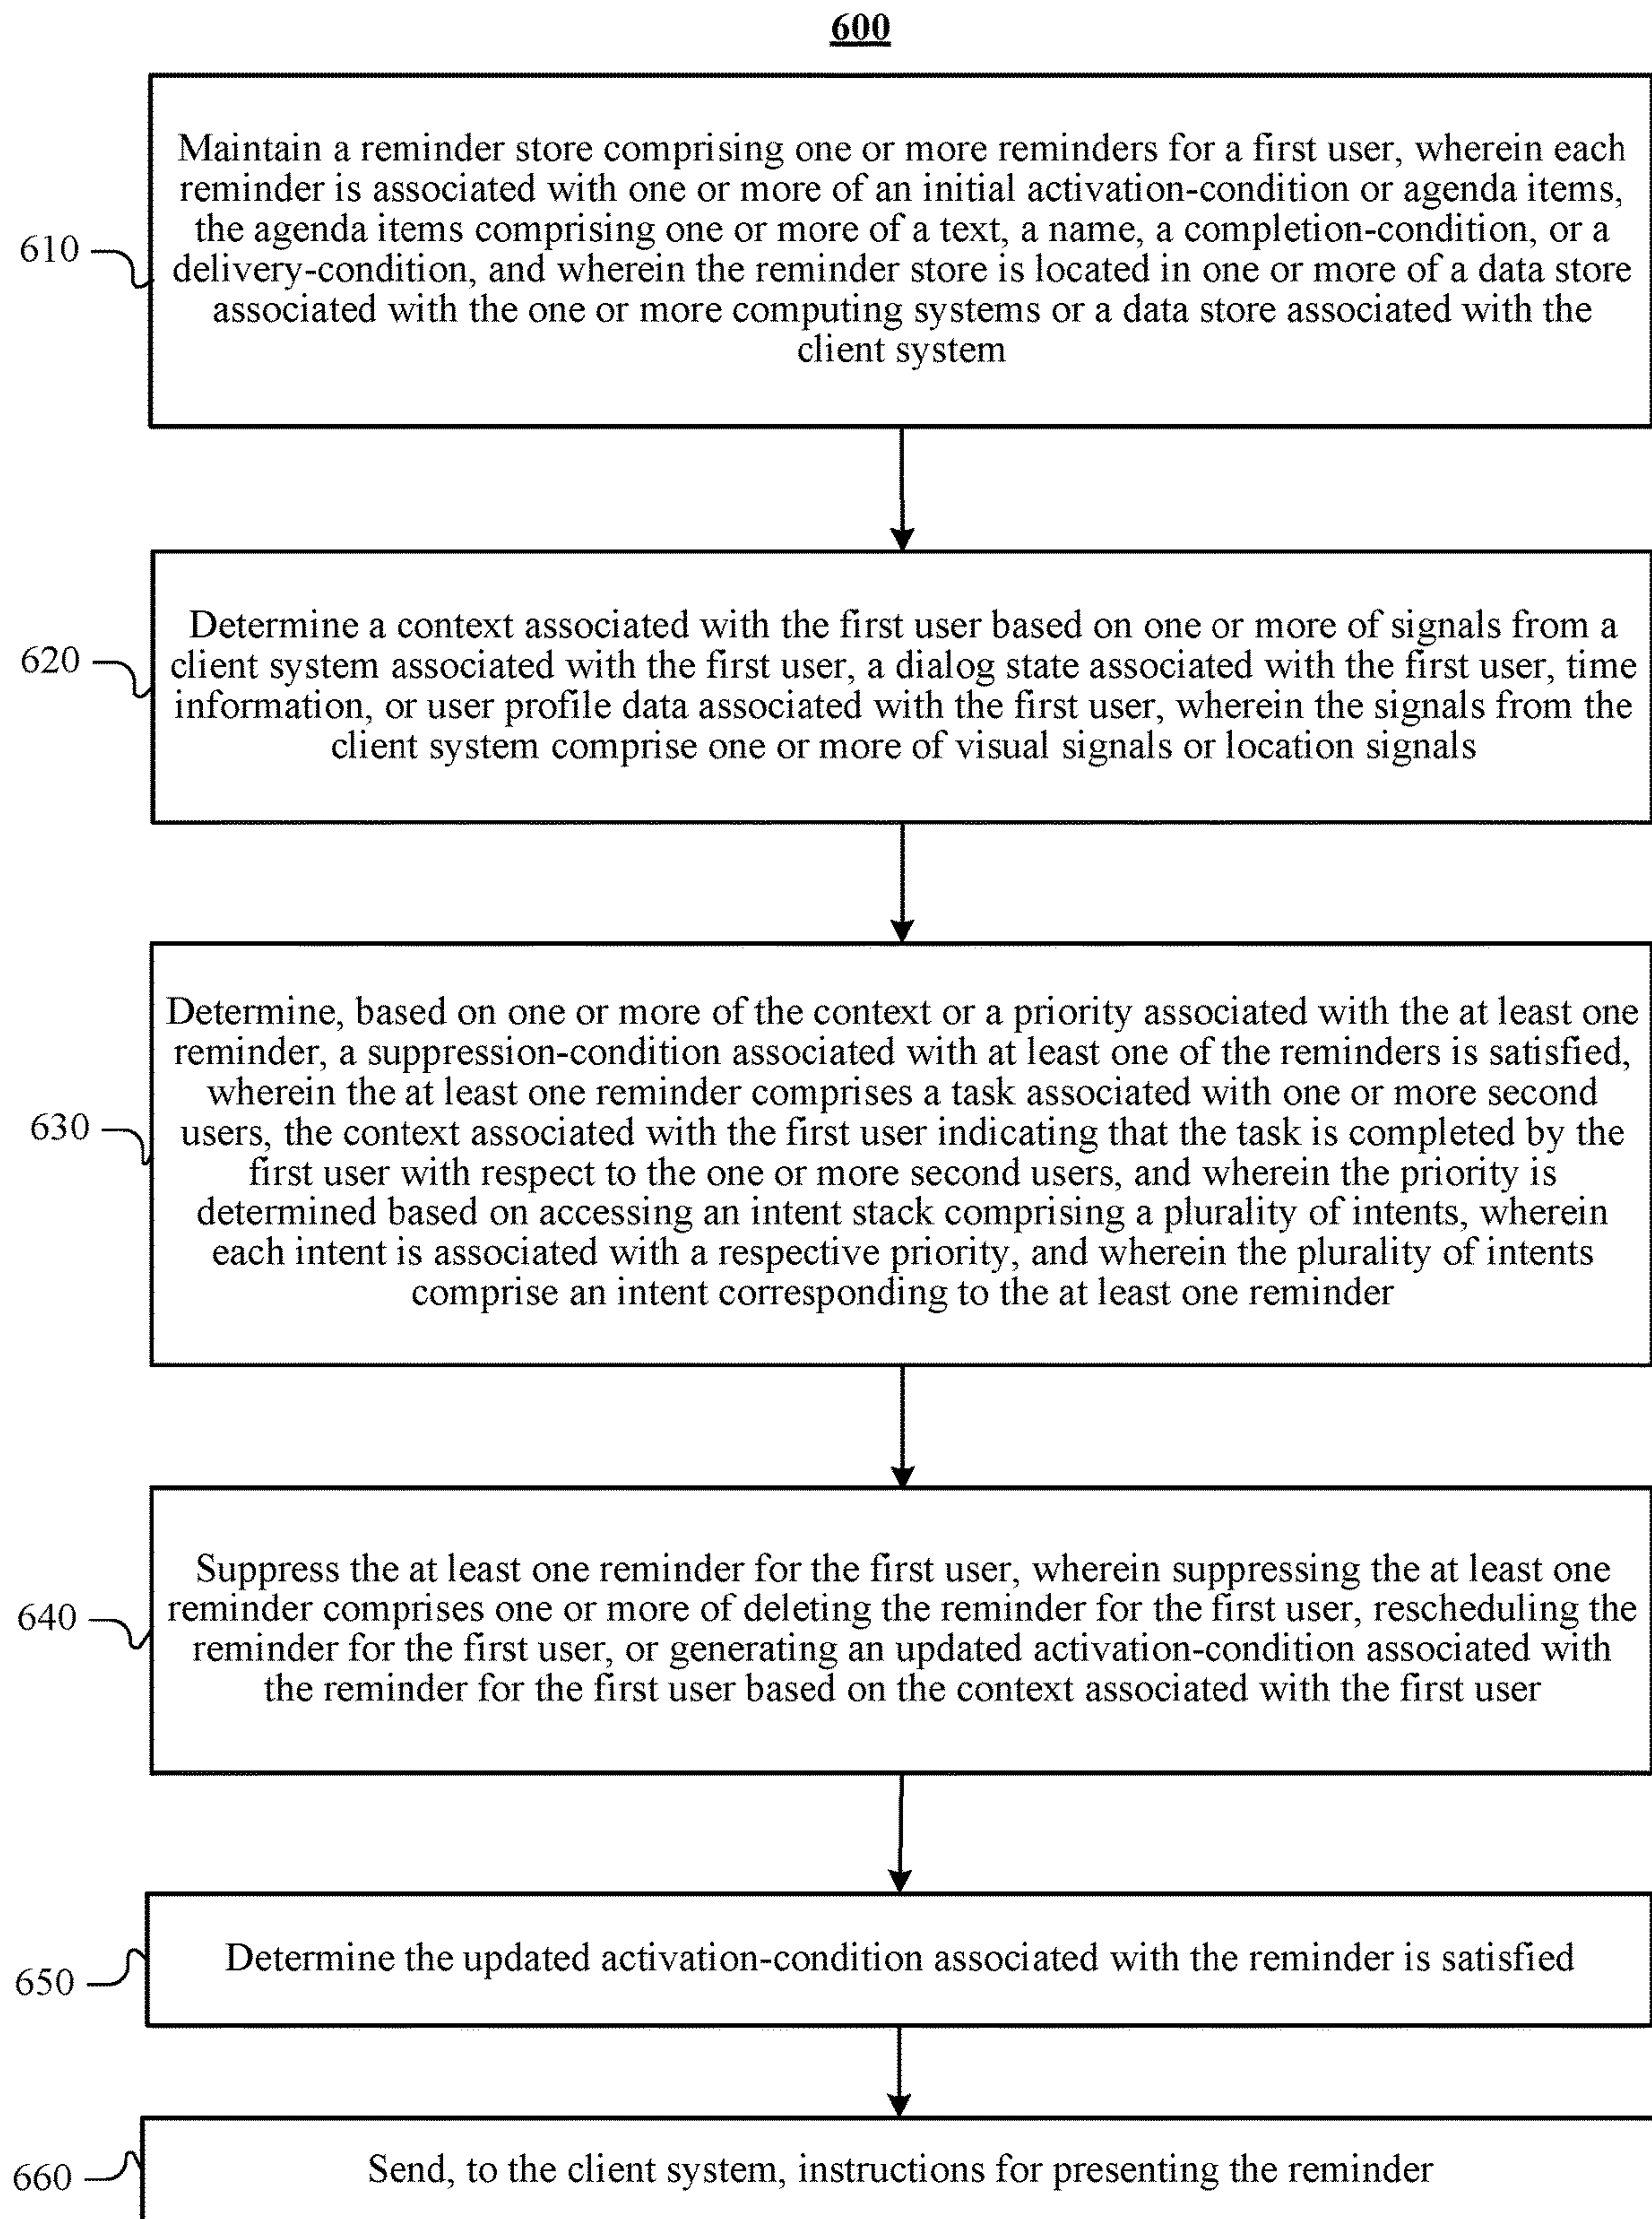 600
Maintain a reminder store comprising one or more reminders for a first user, wherein each
reminder is associated with one or more of an initial activation-condition or agenda items,
the agenda items comprising one or more of a text, a name, a completion-condition, or a
610
delivery-condition, and wherein the reminder store is located in one or more of a data store
associated with the one or more computing systems or a data store associated with the
client system
Determine a context associated with the first user based on one or more of signals from a
620
client system associated with the first user, a dialog state associated with the first user, time
information, or user profile data associated with the first user, wherein the signals from the
client system comprise one or more of visual signals or location signals
Determine, based on one or more of the context or a priority associated with the at least one
reminder, a suppression-condition associated with at least one of the reminders is satisfied,
wherein the at least one reminder comprises a task associated with one or more second
630
users, the context associated with the first user indicating that the task is completed by the
first user with respect to the one or more second users, and wherein the priority is
determined based on accessing an intent stack comprising a plurality of intents, wherein
each intent is associated with a respective priority, and wherein the plurality of intents
comprise an intent corresponding to the at least one reminder
Suppress the at least one reminder for the first user, wherein suppressing the at least one
640
reminder comprises one or more of deleting the reminder for the first user, rescheduling the
reminder for the first user, or generating an updated activation-condition associated with
the reminder for the first user based on the context associated with the first user
650
Determine the updated activation-condition associated with the reminder is satisfied
660
Send, to the client system, instructions for presenting the reminder